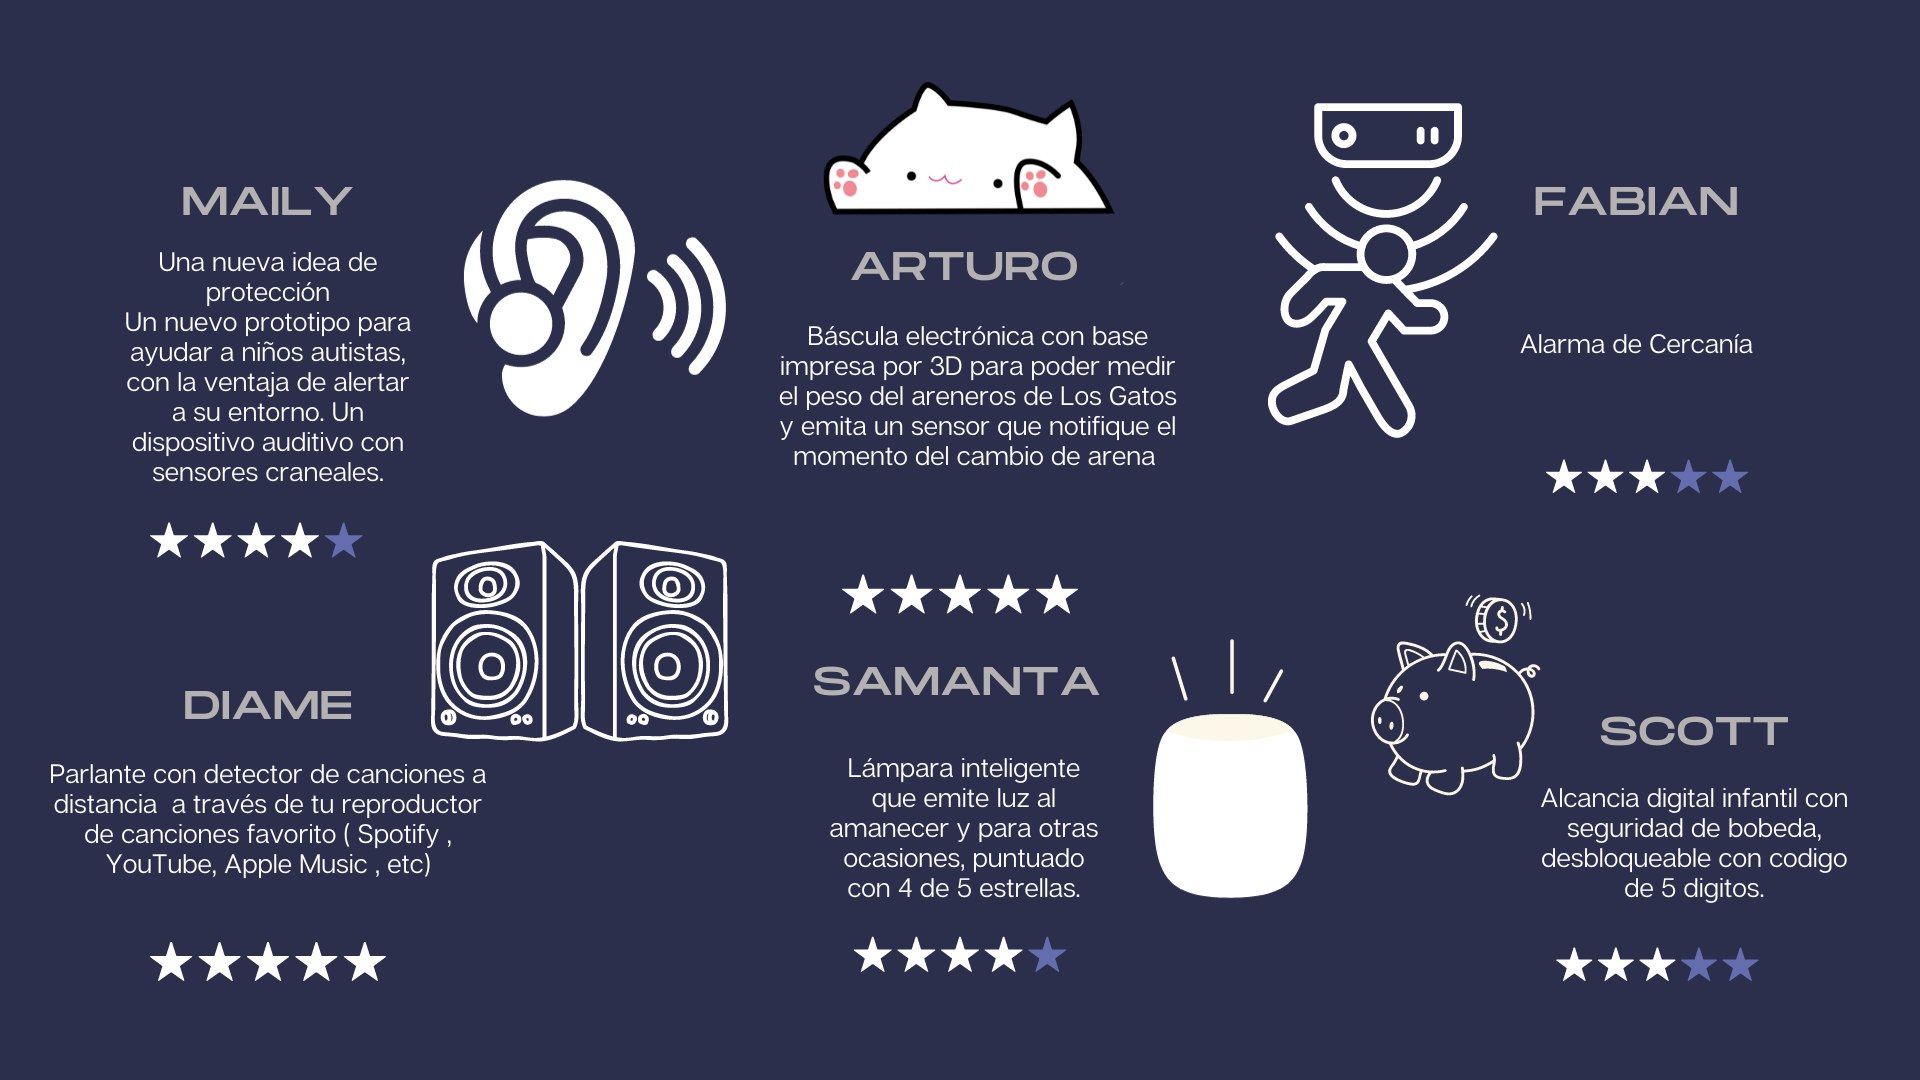 MAILY
Una nueva idea de
protección
Un nuevo prototipo para
ayudar a niños autistas,
con la ventaja de alertar
a su entorno. Un
dispositivo auditivo con
sensores craneales.
ARTURO
Báscula electrónica con base
impresa por 3D para poder medir
el peso del areneros de Los Gatos
y emita un sensor que notifique el
momento del cambio de arena
FABIAN
Alarma de Cercanía
DIAME
Parlante con detector de canciones a
distancia  a través de tu reproductor
de canciones favorito ( Spotify ,
YouTube, Apple Music , etc)
SAMANTA
Lámpara inteligente
que emite luz al
amanecer y para otras
ocasiones, puntuado
con 4 de 5 estrellas.
$
SCOTT
Alcancia digital infantil con
seguridad de bobeda,
desbloqueable con codigo
de 5 digitos.